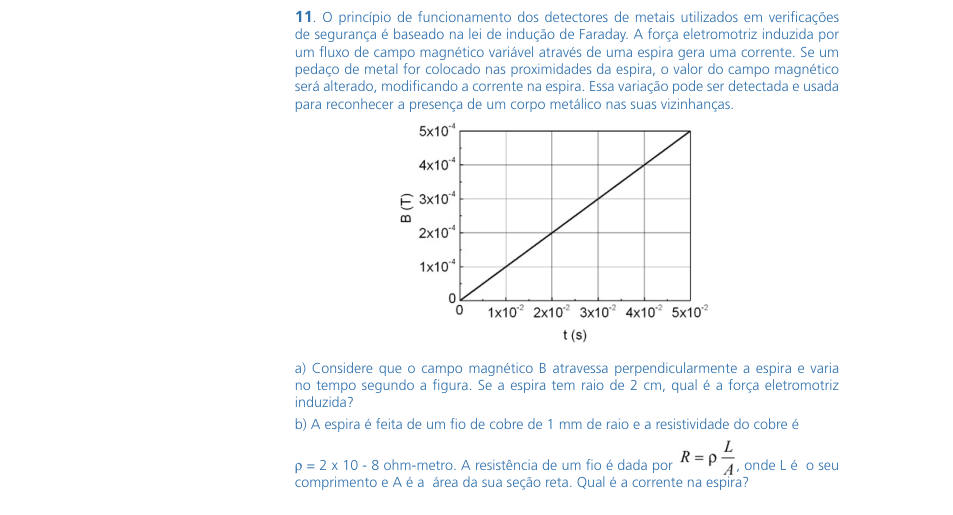 11. O princípio de funcionamento dos detectores de metais utilizados em verificações
de segurança é baseado na lei de indução de Faraday. A força eletromotriz induzida por
um fluxo de campo magnético variável através de uma espira gera uma corrente. Se um
pedaço de metal for colocado nas proximidades da espira, o valor do campo magnético
será alterado, modificando a corrente na espira. Essa variação pode ser detectada e usada
para reconhecer a presença de um corpo metálico nas suas vizinhanças.
5x10⁻⁴
4x10⁻⁴
3x10⁻⁴
2x10⁻⁴
1x10⁻⁴
0
B (T)
0 1x10⁻² 2x10⁻² 3x10⁻² 4x10⁻² 5x10⁻²
t (s)
a) Considere que o campo magnético B atravessa perpendicularmente a espira e varia
no tempo segundo a figura. Se a espira tem raio de 2 cm, qual é a força eletromotriz
induzida?
b) A espira é feita de um fio de cobre de 1 mm de raio e a resistividade do cobre é
ρ = 2 x 10 - 8 ohm-metro. A resistência de um fio é dada por R = ρ L/A, onde L é o seu
comprimento e A é a área da sua seção reta. Qual é a corrente na espira?